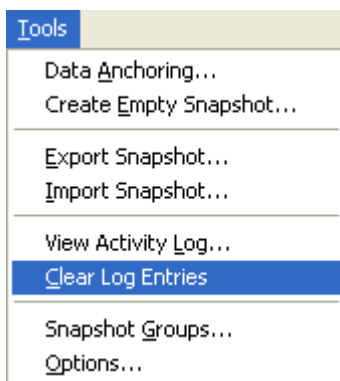 Tools
Data Anchoring...
Create Empty Snapshot...
Export Snapshot...
Import Snapshot...
View Activity Log...
Clear Log Entries
Snapshot Groups...
Options...